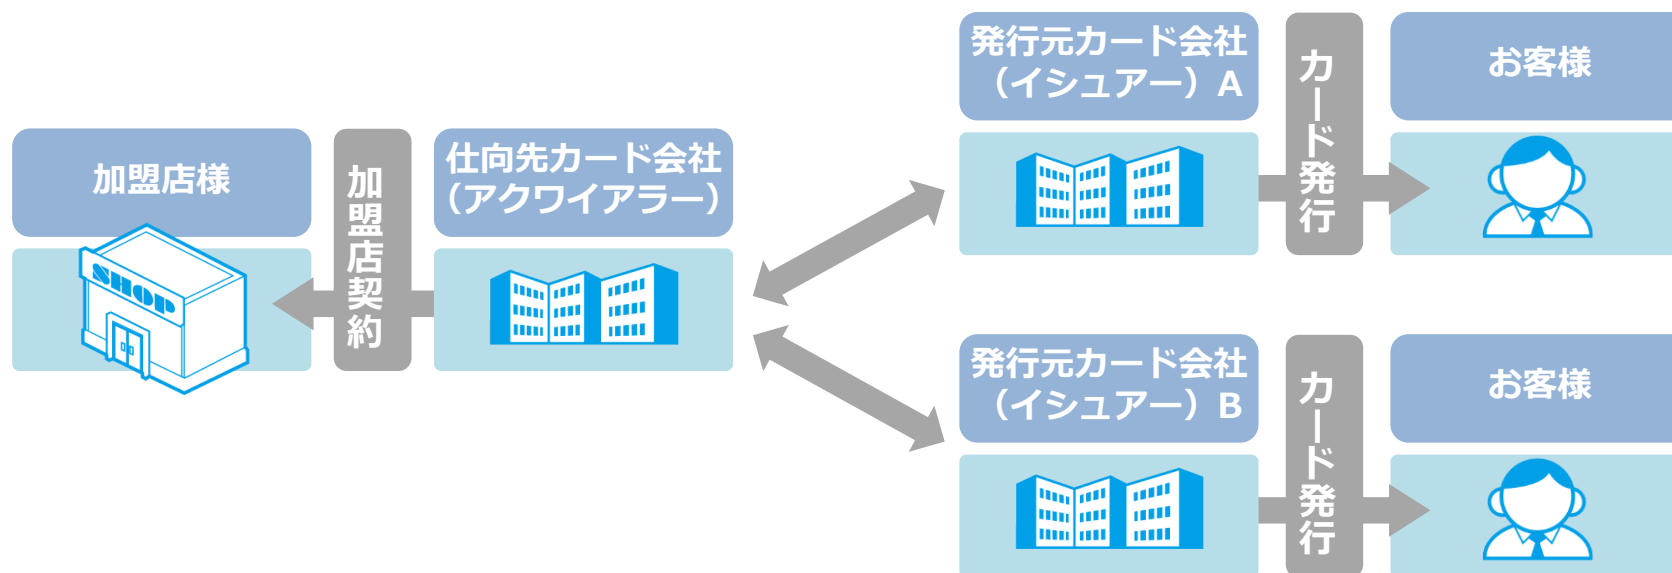 加盟店様
SHOP
加盟店契約
仕向先カード会社
(アクワイアラー)
発行元カード会社
（イシュアー）A
カード発行
お客様
発行元カード会社
（イシュアー）B
カード発行
お客様